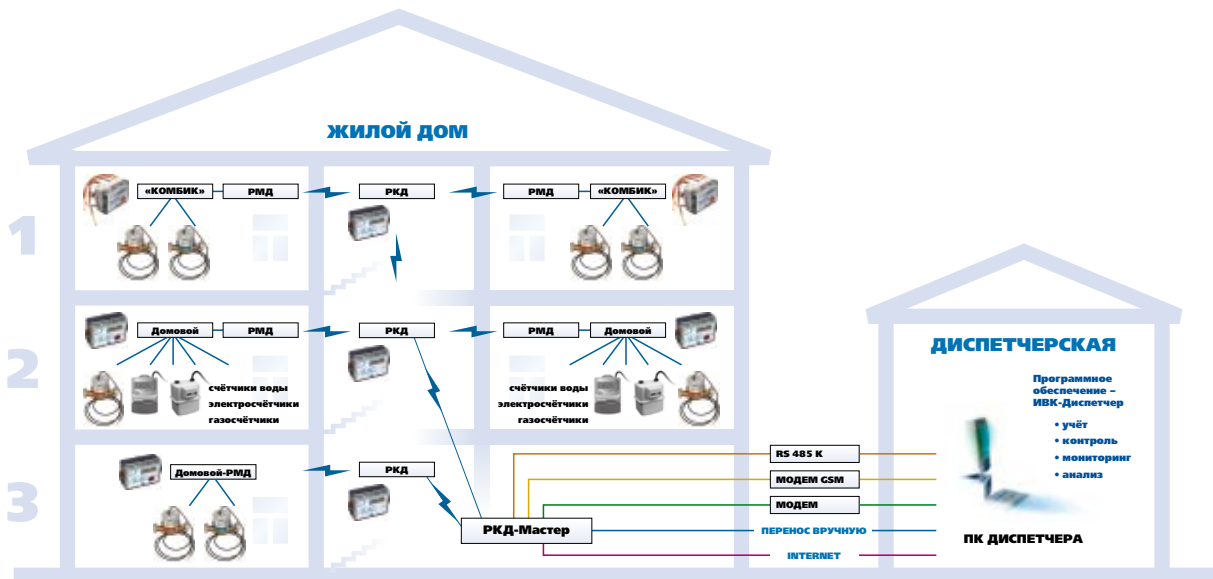 ЖИЛОЙ ДОМ
1
«КОМБИК»
РМД
РКД
РМД
«КОМБИК»
2
Домовой
РМД
РКД
РМД
Домовой
счётчики воды
электросчётчики
газосчётчики
счётчики воды
электросчётчики
газосчётчики
3
Домовой-РМД
РКД
РКД-Мастер
RS 485 К
МОДЕМ GSM
МОДЕМ
ПЕРЕНОС ВРУЧНУЮ
INTERNET
ДИСПЕТЧЕРСКАЯ
Программное
обеспечение –
ИВК-Диспетчер
• учёт
• контроль
• мониторинг
• анализ
ПК ДИСПЕТЧЕРА